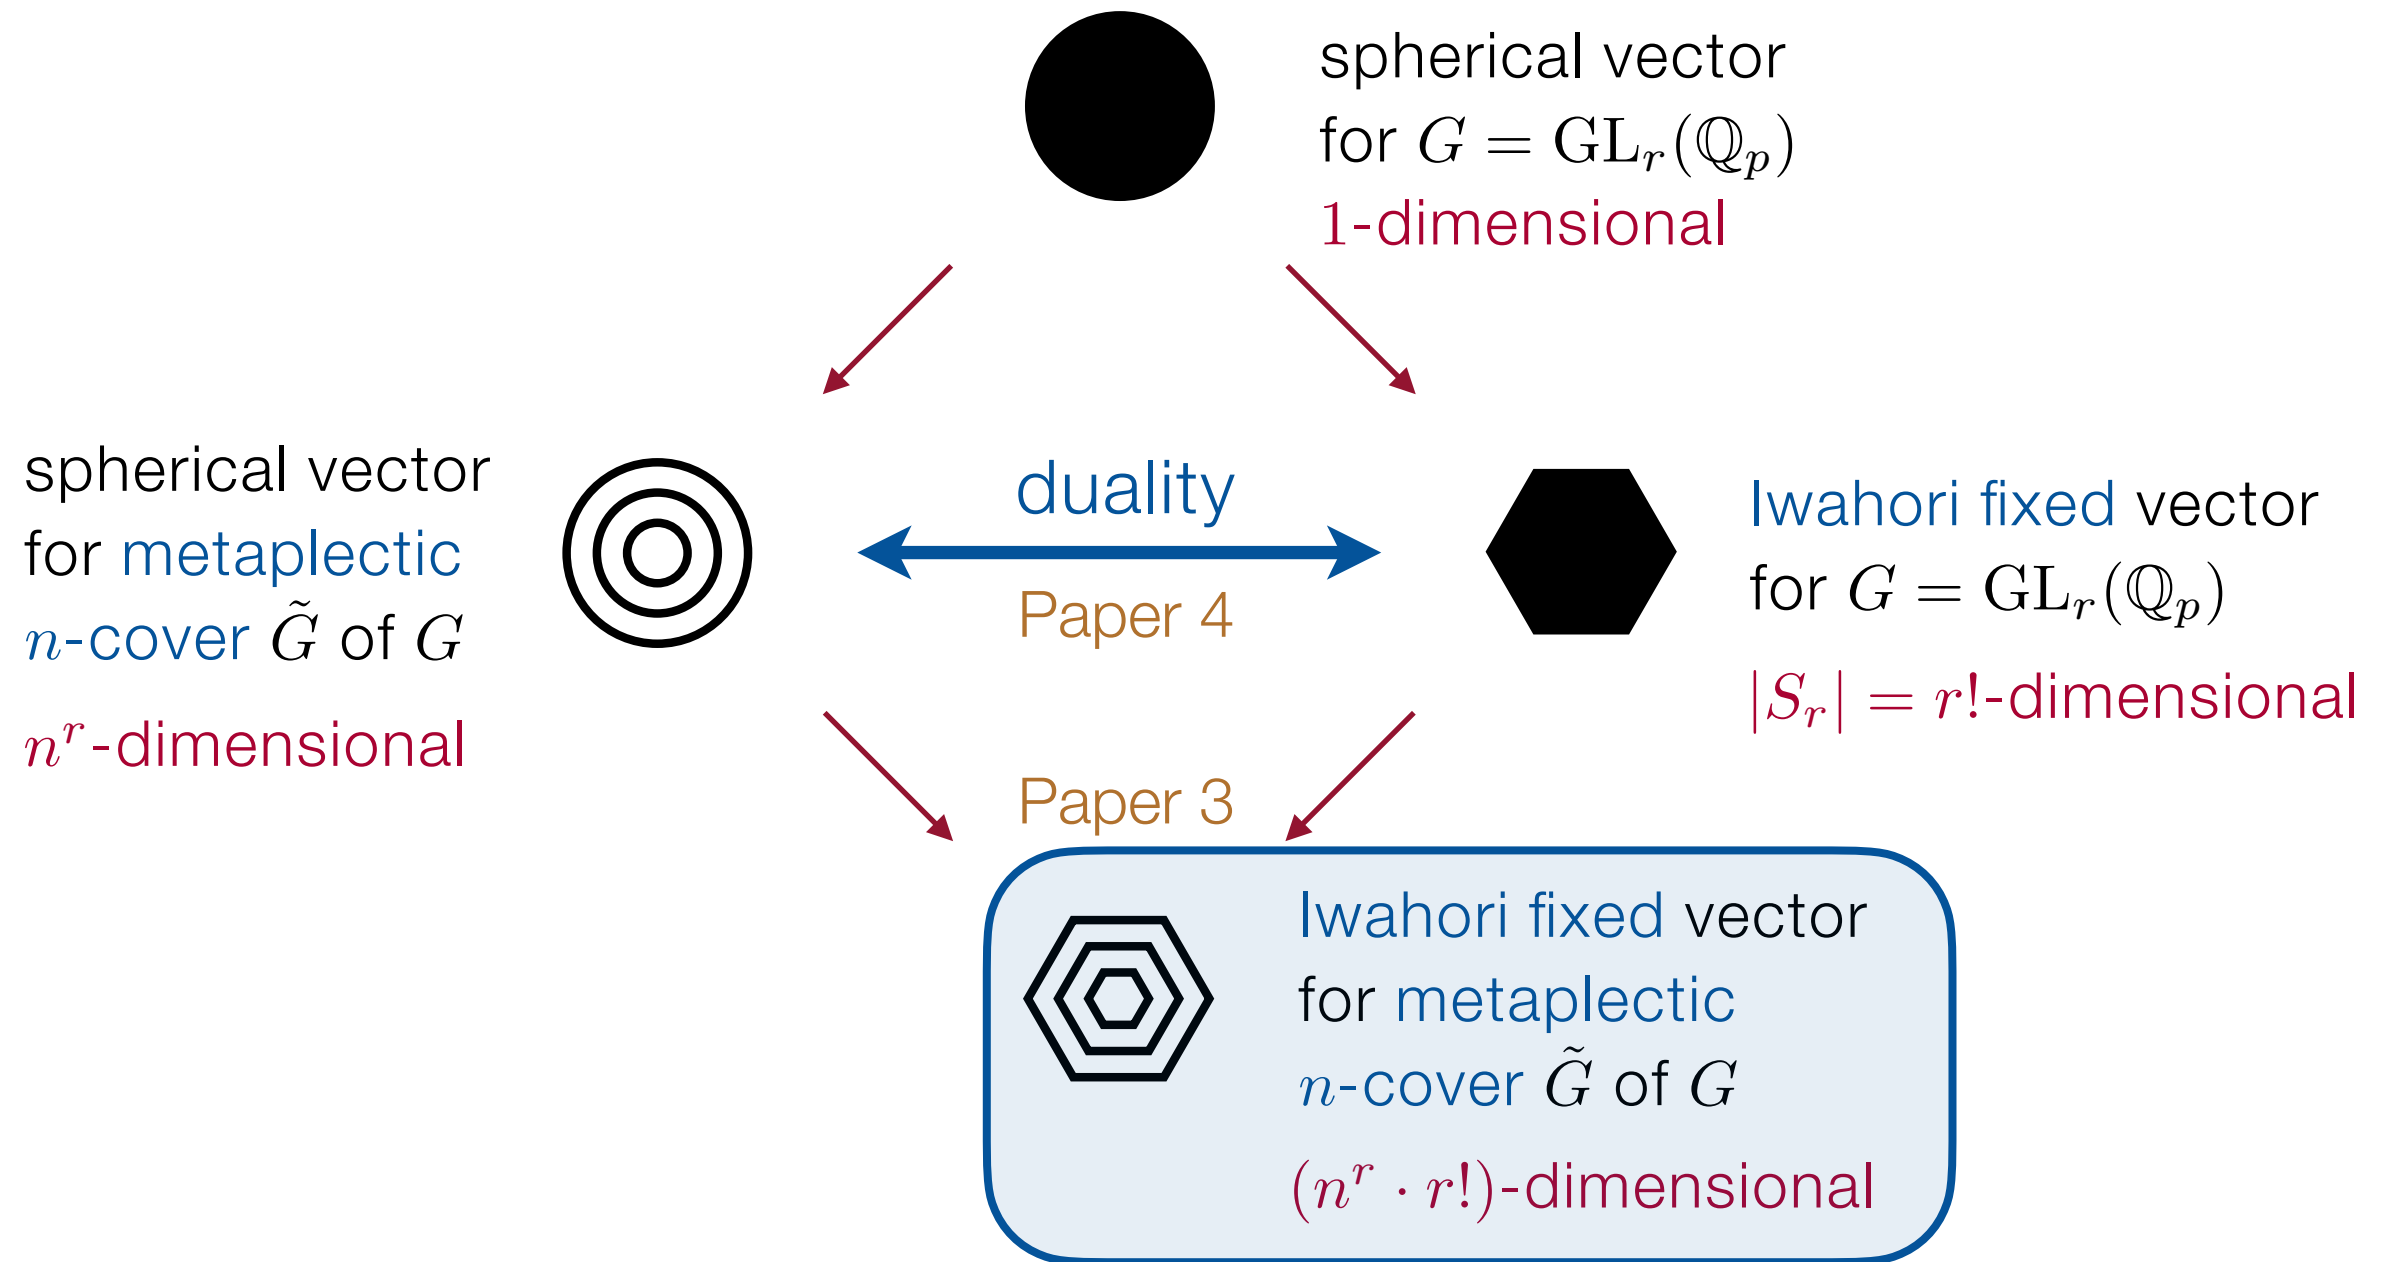 spherical vector
for G = GL_r(ℚ_p)
1-dimensional
spherical vector
for metaplectic
n-cover G̃ of G
n^r-dimensional
duality
Paper 4
Iwahori fixed vector
for G = GL_r(ℚ_p)
|S_r| = r!-dimensional
Paper 3
Iwahori fixed vector
for metaplectic
n-cover G̃ of G
(n^r · r!)-dimensional